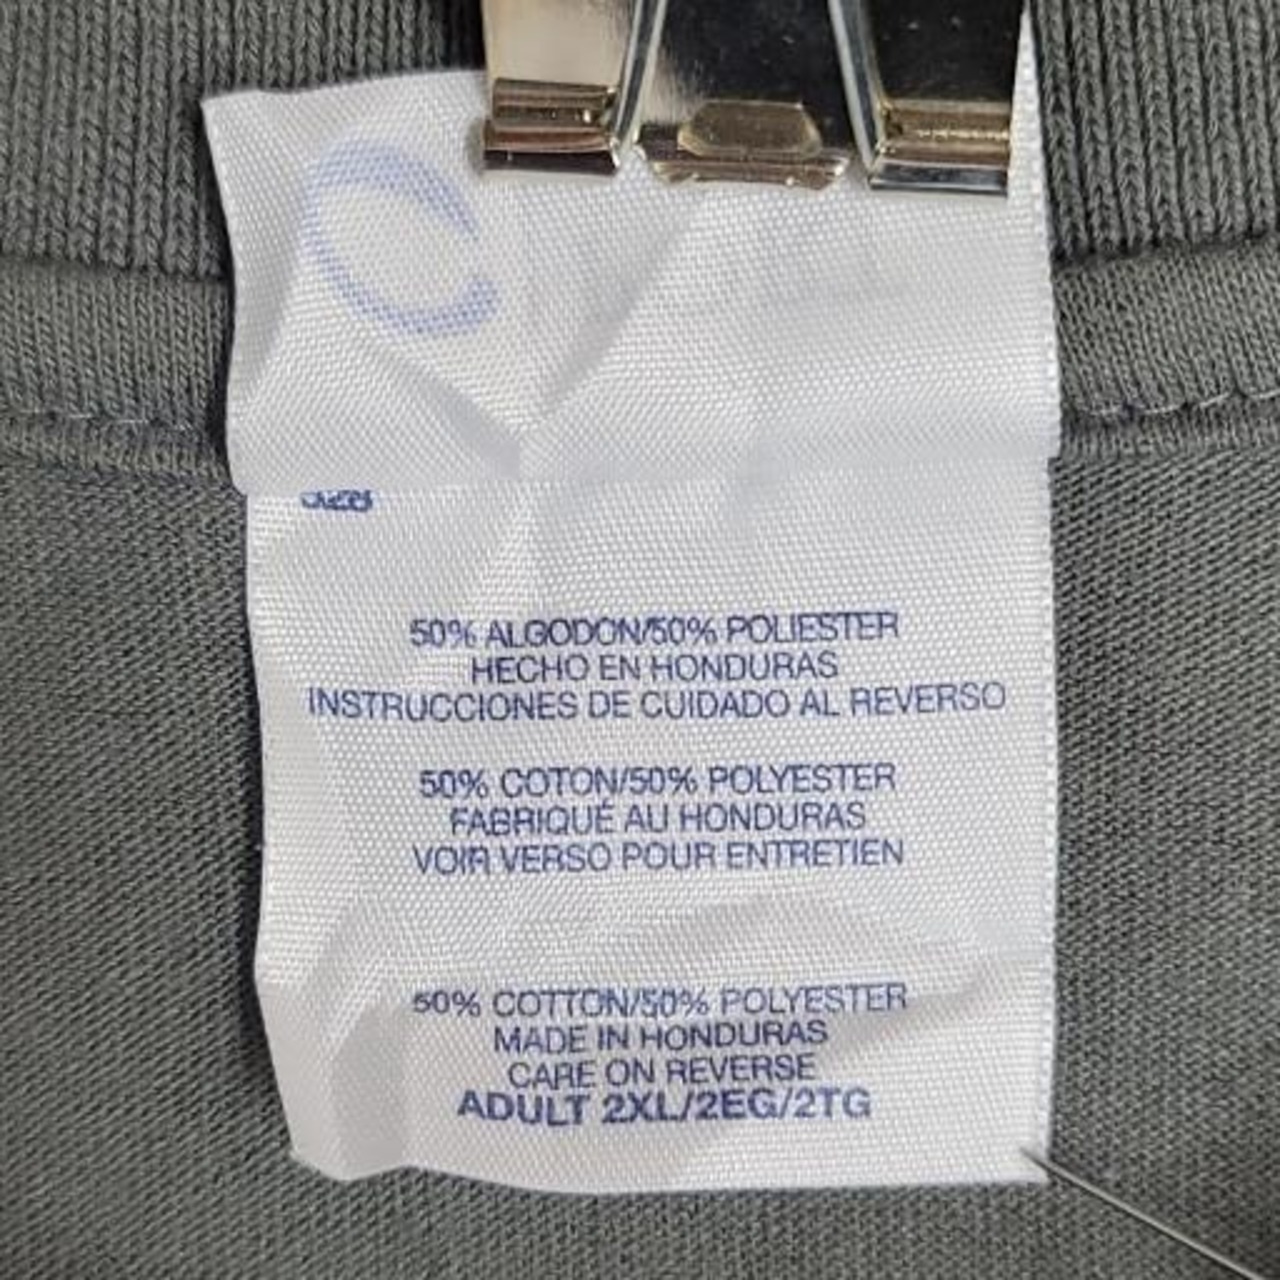 50% ALGODON/50% POLIESTER
HECHO EN HONDURAS
INSTRUCCIONES DE CUIDADO AL REVERSO
50% COTON/50% POLYESTER
FABRIQUÉ AU HONDURAS
VOIR VERSO POUR ENTRETIEN
50% COTTON/50% POLYESTER
MADE IN HONDURAS
CARE ON REVERSE
ADULT 2XL/2EG/2TG